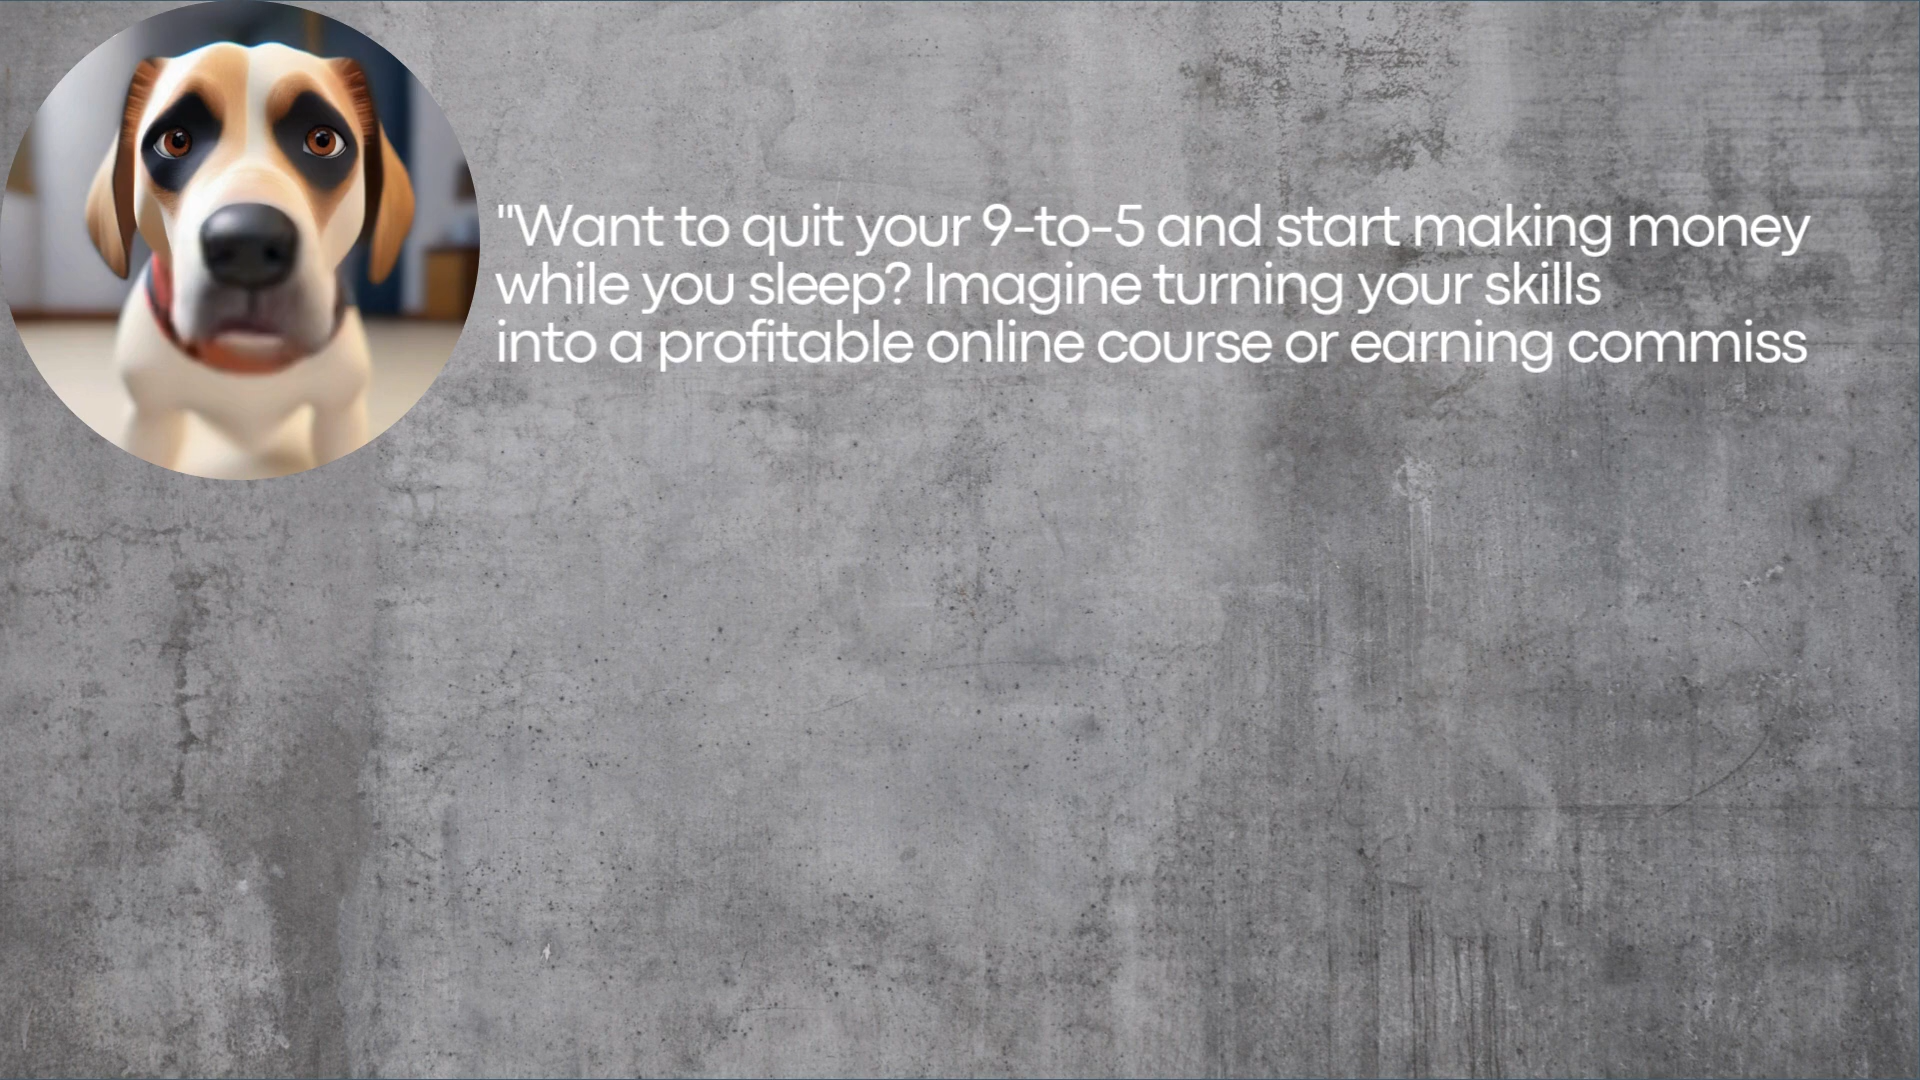 "Want to quit your 9-to-5 and start making money
while you sleep? Imagine turning your skills
into a profitable online course or earning commiss